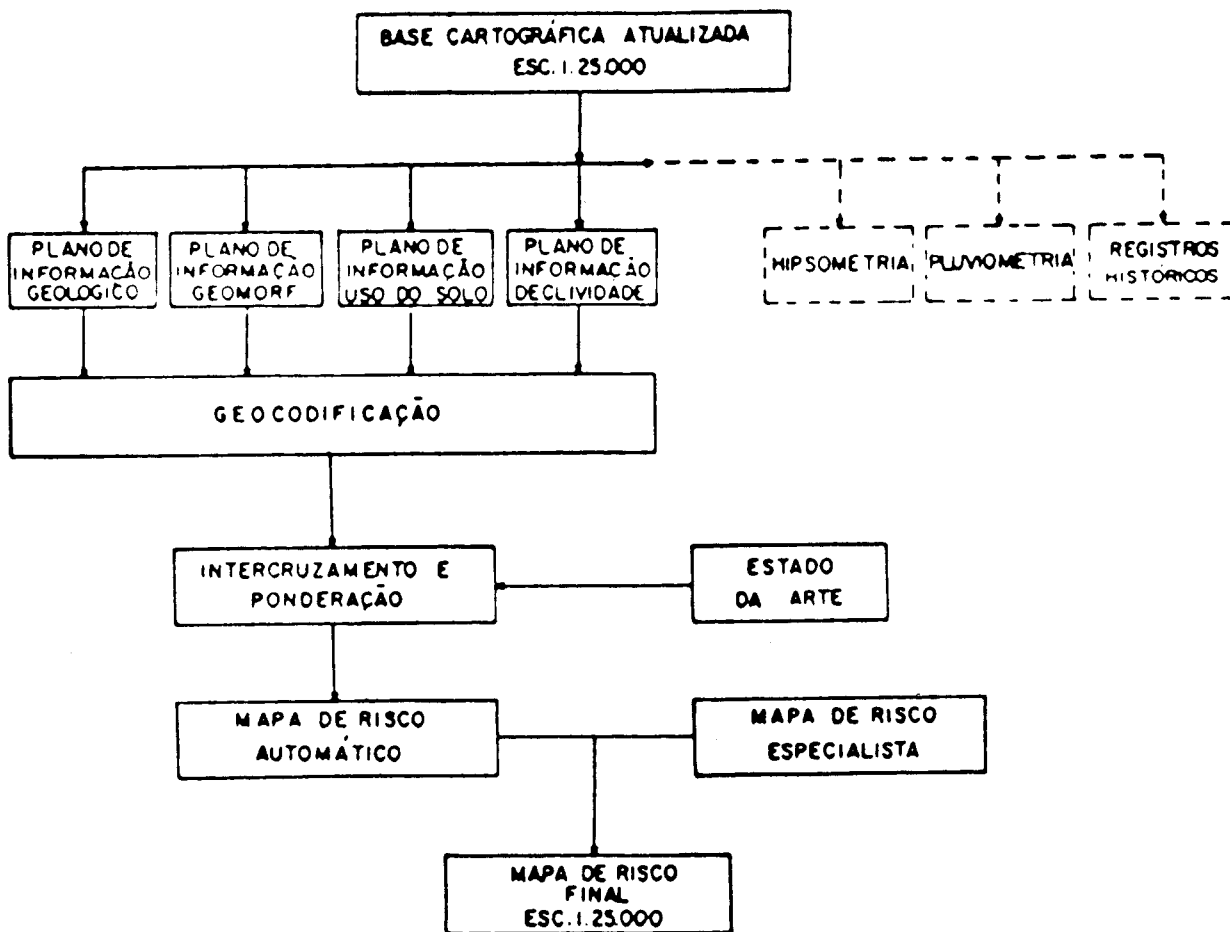 BASE CARTOGRÁFICA ATUALIZADA
ESC. 1. 25.000
PLANO DE
INFORMAÇÃO
GEOLOGICO
PLANO DE
INFORMAÇÃO
GEOMORF
PLANO DE
INFORMAÇÃO
USO DO SOLO
PLANO DE
INFORMAÇÃO
DECLIVIDADE
HIPSOMETRIA
PLUVIOMETRIA
REGISTROS
HISTÓRICOS
GEOCODIFICAÇÃO
INTERCRUZAMENTO E
PONDERAÇÃO
ESTADO
DA ARTE
MAPA DE RISCO
AUTOMÁTICO
MAPA DE RISCO
ESPECIALISTA
MAPA DE RISCO
FINAL
ESC. 1. 25.000